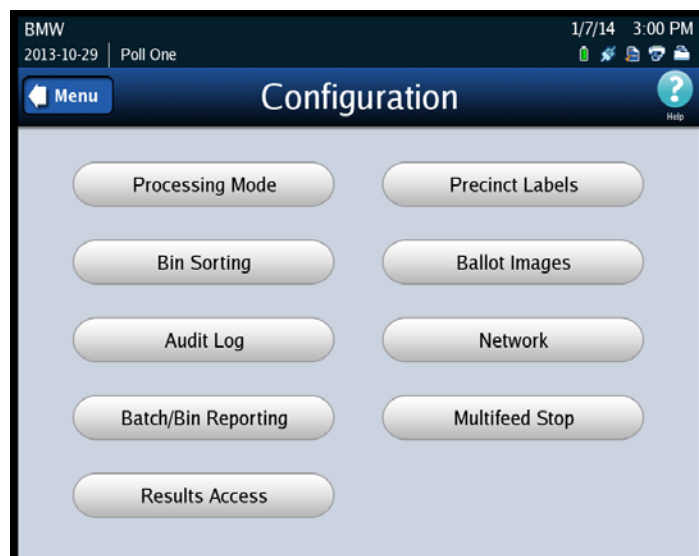 BMW
1/7/14 3:00 PM
2013-10-29 | Poll One
Menu
Configuration
Help
Processing Mode
Precinct Labels
Bin Sorting
Ballot Images
Audit Log
Network
Batch/Bin Reporting
Multifeed Stop
Results Access